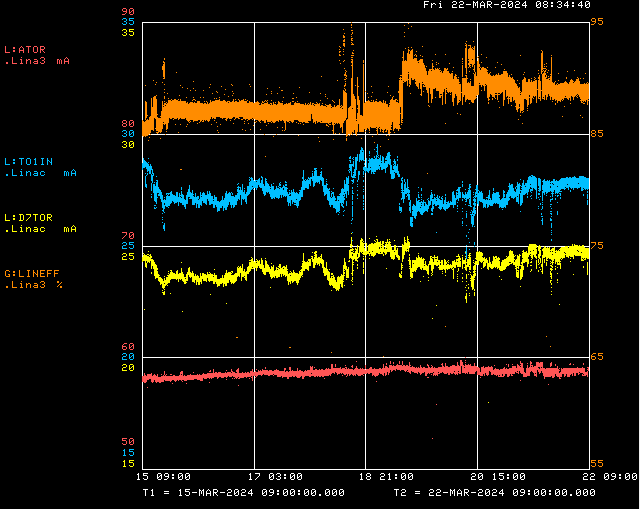 Fri 22-MAR-2024 08:34:40
90
35
35
95
L:ATOR
.Lina3 mA
80
30
30
85
L:TO1IN
.Linac mA
L:D7TOR
.Linac mA
70
25
25
75
G:LINEFF
.Lina3 %
60
20
20
65
50
15
15
55
15 09:00 17 03:00 18 21:00 20 15:00 22 09:00
T1 = 15-MAR-2024 09:00:00.000 T2 = 22-MAR-2024 09:00:00.000